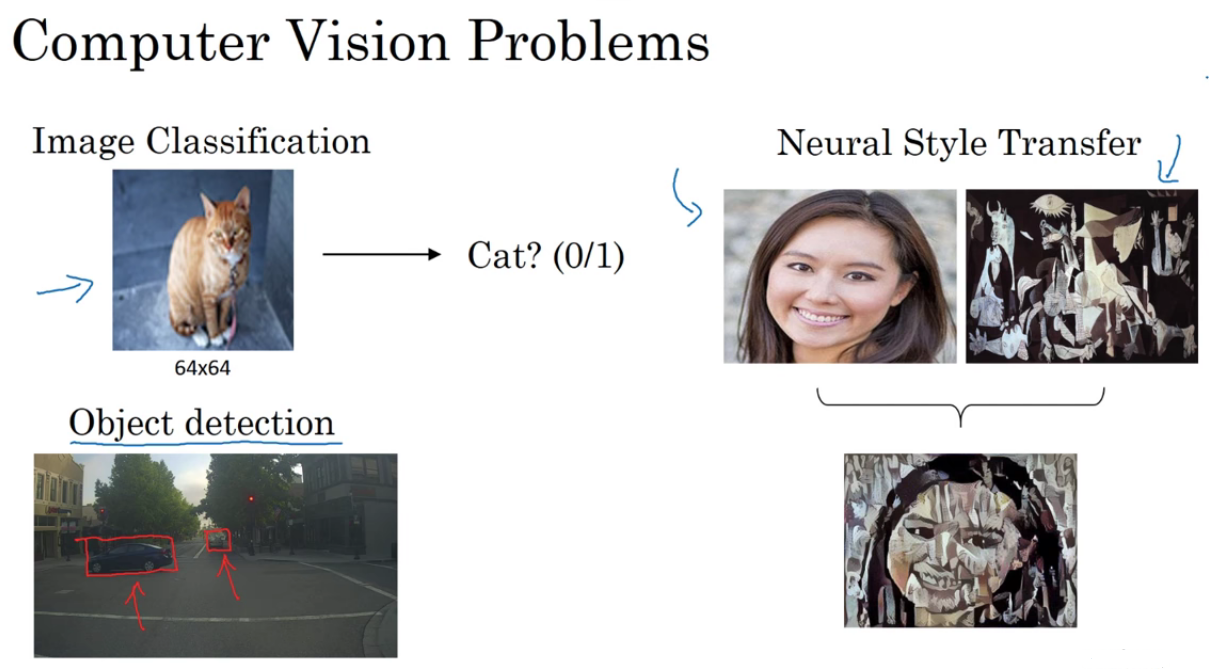 Computer Vision Problems
Image Classification
Cat? (0/1)
64x64
Object detection
Neural Style Transfer